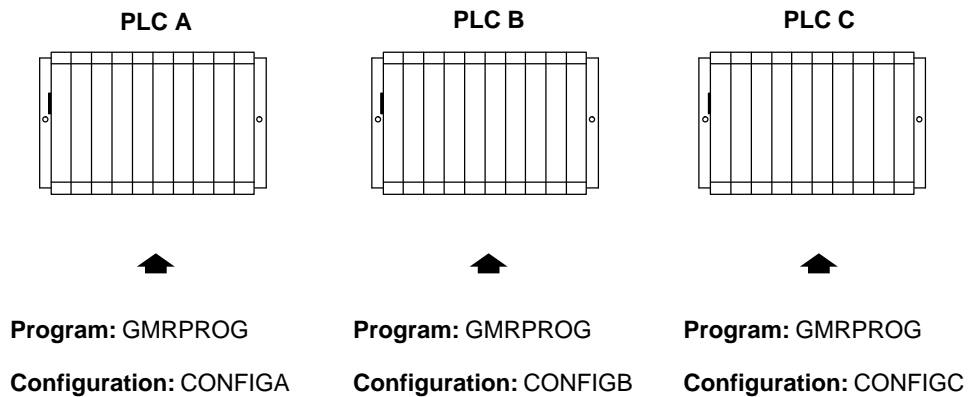 PLC A PLC B PLC C
Program: GMRPROG Program: GMRPROG Program: GMRPROG
Configuration: CONFIGA Configuration: CONFIGB Configuration: CONFIGC